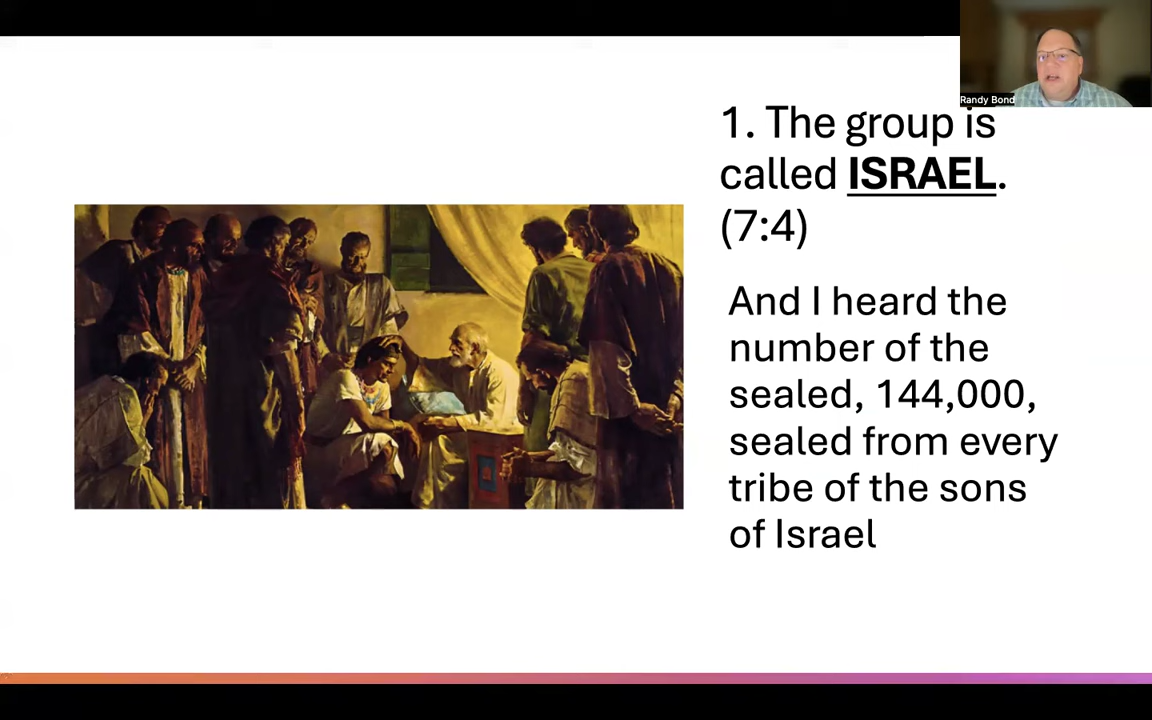 Randy Bond
1. The group is
called ISRAEL.
(7:4)
And I heard the
number of the
sealed, 144,000,
sealed from every
tribe of the sons
of Israel